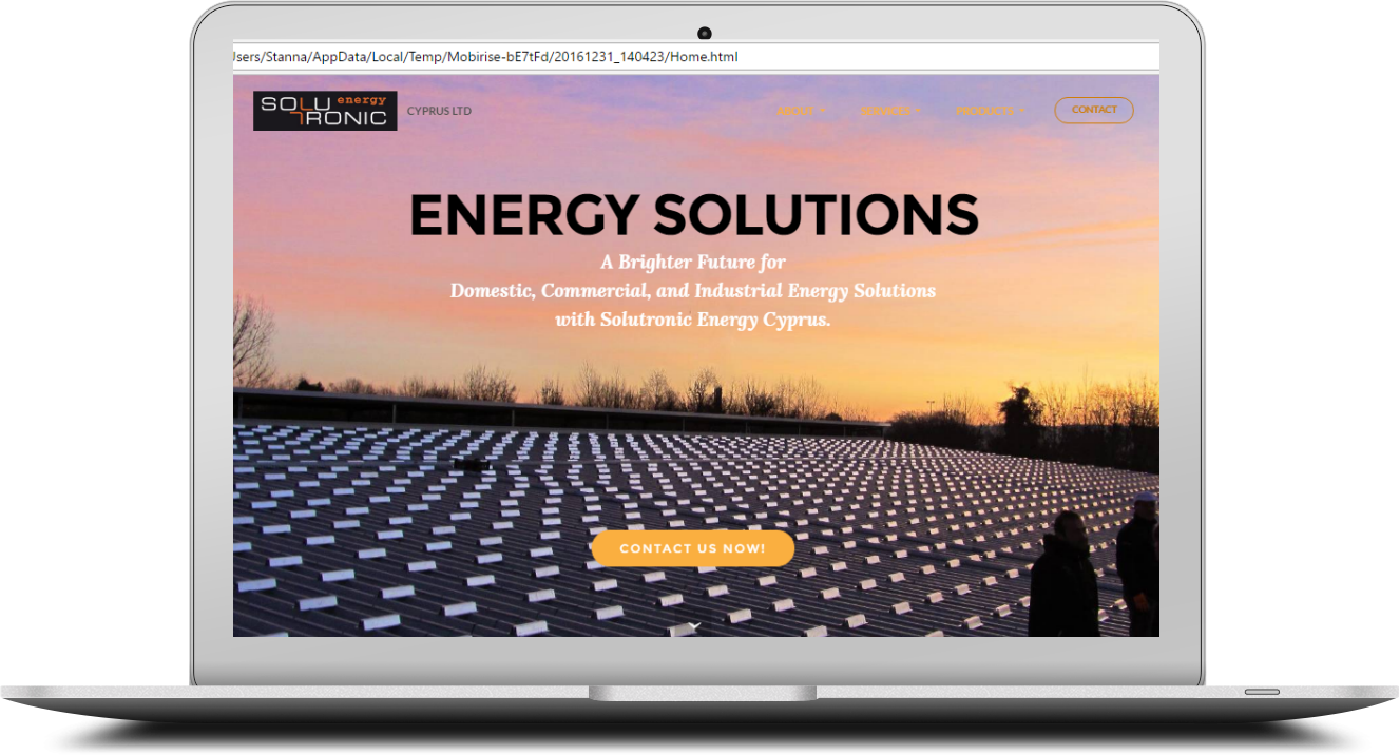 Jsers/Stanna/AppData/Local/Temp/Mobirise-bE7tFd/20161231_140423/Home.html
SOLU energy
TRONIC
CYPRUS LTD
ABOUT
SERVICES
PRODUCTS
CONTACT
ENERGY SOLUTIONS
A Brighter Future for
Domestic, Commercial, and Industrial Energy Solutions
with Solutronic Energy Cyprus.
CONTACT US NOW!